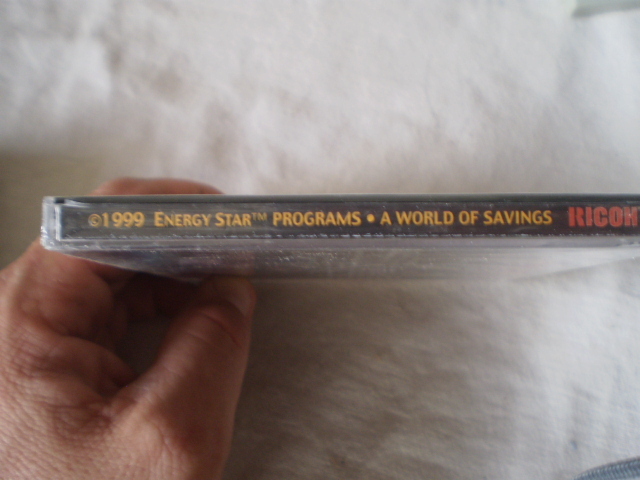 ©1999 ENERGY STAR™ PROGRAMS • A WORLD OF SAVINGS RICOH